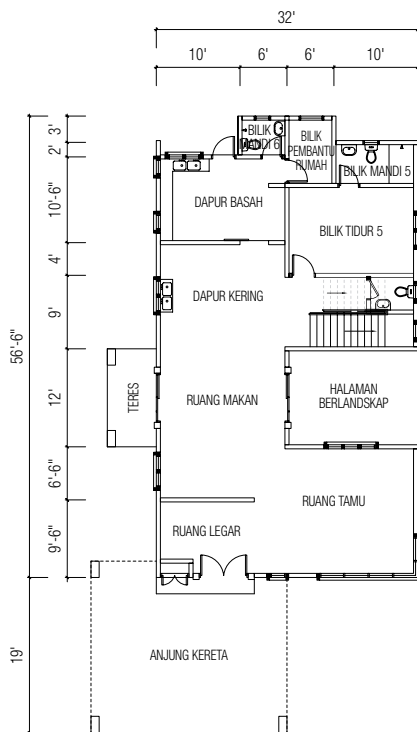 32'
10'
6'
6'
10'
3'
2'
10'-6"
4'
9'
12'
6'-6"
9'-6"
56'-6"
19'
BILIK
MANDI 6
BILIK
PEMBANTU
RUMAH
BILIK MANDI 5
DAPUR BASAH
BILIK TIDUR 5
DAPUR KERING
TERES
RUANG MAKAN
HALAMAN
BERLANDSKAP
RUANG TAMU
RUANG LEGAR
ANJUNG KERETA